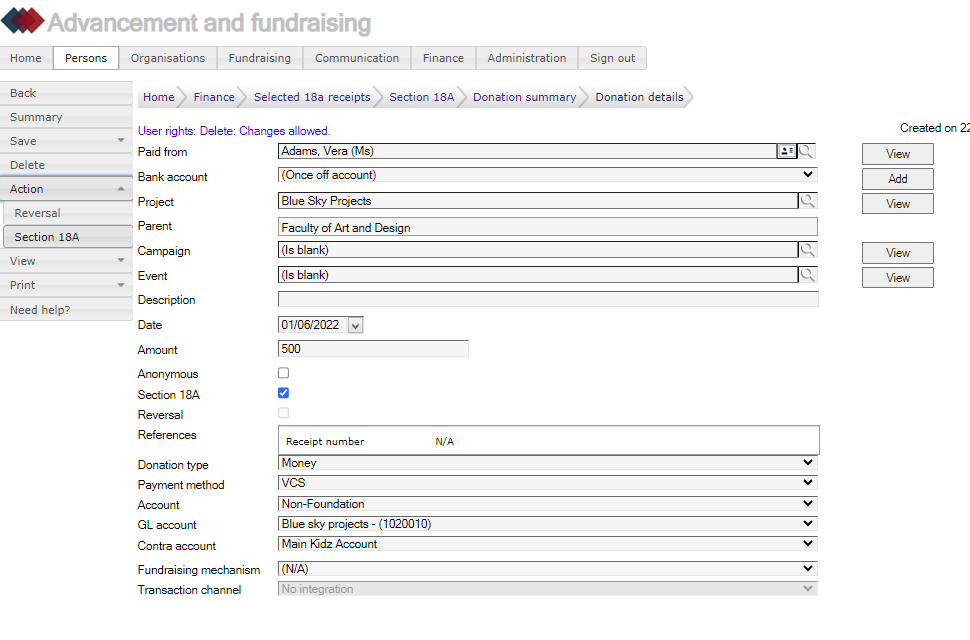 Advancement and fundraising
Home Persons Organisations Fundraising Communication Finance Administration Sign out
Back
Summary
Save
Delete
Action
Reversal
Section 18A
View
Print
Need help?
Home Finance Selected 18a receipts Section 18A Donation summary Donation details
User rights: Delete: Changes allowed.
Created on 22
Paid from Adams, Vera (Ms) View
Bank account (Once off account) Add
Project Blue Sky Projects View
Parent Faculty of Art and Design
Campaign (Is blank) View
Event (Is blank) View
Description
Date 01/06/2022
Amount 500
Anonymous
Section 18A
Reversal
References
Receipt number N/A
Donation type Money
Payment method VCS
Account Non-Foundation
GL account Blue sky projects - (1020010)
Contra account Main Kidz Account
Fundraising mechanism (N/A)
Transaction channel No integration